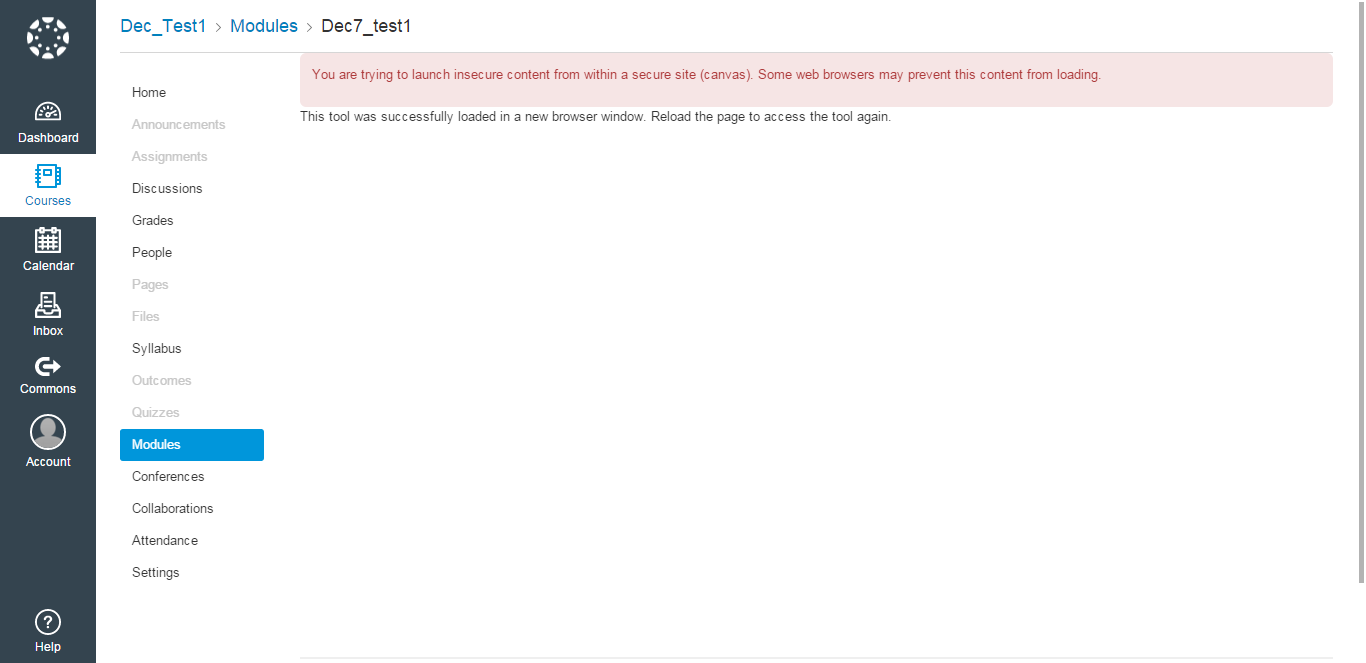 Dec_Test1 > Modules > Dec7_test1
You are trying to launch insecure content from within a secure site (canvas). Some web browsers may prevent this content from loading.
This tool was successfully loaded in a new browser window. Reload the page to access the tool again.
Dashboard
Courses
Calendar
Inbox
Commons
Account
? Help
Home
Announcements
Assignments
Discussions
Grades
People
Pages
Files
Syllabus
Outcomes
Quizzes
Modules
Conferences
Collaborations
Attendance
Settings